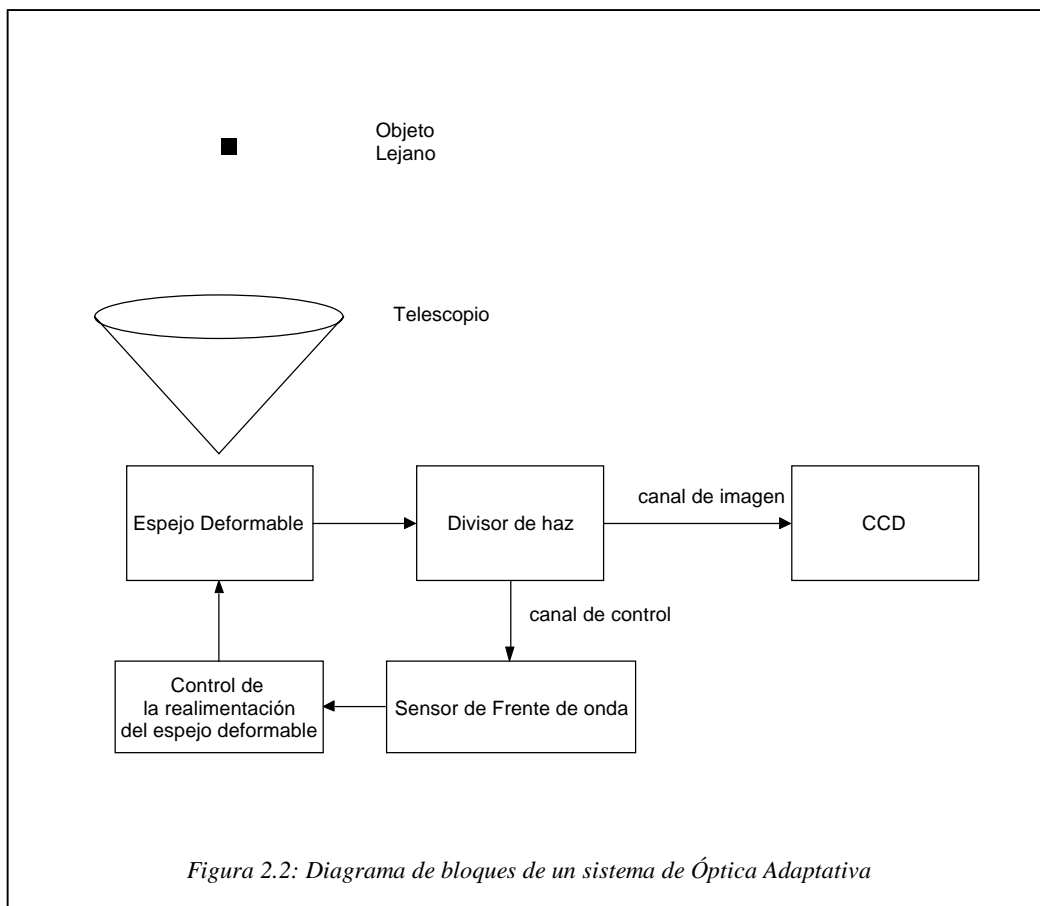 Objeto
Lejano
Telescopio
Espejo Deformable
Divisor de haz
canal de imagen
CCD
canal de control
Control de
la realimentación
del espejo deformable
Sensor de Frente de onda
Figura 2.2: Diagrama de bloques de un sistema de Óptica Adaptativa